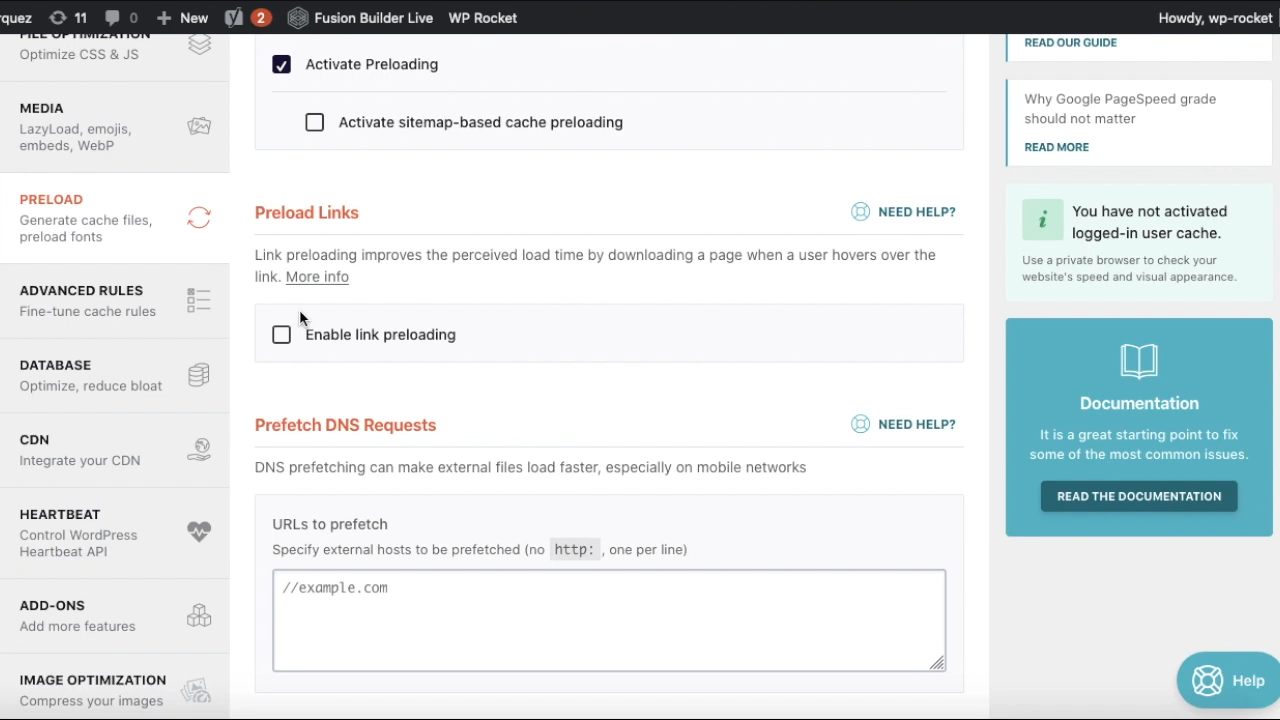 rquez 11 0 New 2 Fusion Builder Live WP Rocket Howdy, wp-rocket
FILE OPTIMIZATION
Optimize CSS & JS
MEDIA
LazyLoad, emojis,
embeds, WebP
PRELOAD
Generate cache files,
preload fonts
ADVANCED RULES
Fine-tune cache rules
DATABASE
Optimize, reduce bloat
CDN
Integrate your CDN
HEARTBEAT
Control WordPress
Heartbeat API
ADD-ONS
Add more features
IMAGE OPTIMIZATION
Compress your images
Activate Preloading
Activate sitemap-based cache preloading
Preload Links NEED HELP?
Link preloading improves the perceived load time by downloading a page when a user hovers over the
link. More info
Enable link preloading
Prefetch DNS Requests NEED HELP?
DNS prefetching can make external files load faster, especially on mobile networks
URLs to prefetch
Specify external hosts to be prefetched (no http: , one per line)
//example.com
READ OUR GUIDE
Why Google PageSpeed grade
should not matter
READ MORE
You have not activated
logged-in user cache.
Use a private browser to check your
website's speed and visual appearance.
Documentation
It is a great starting point to fix
some of the most common issues.
READ THE DOCUMENTATION
Help